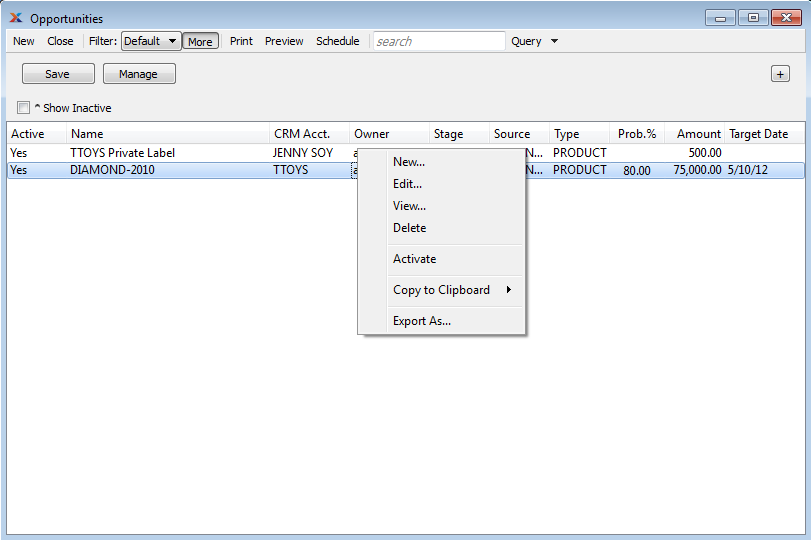 Opportunities
New Close Filter: Default More Print Preview Schedule search Query
Save Manage +
^ Show Inactive
Active Name CRM Acct. Owner Stage Source Type Prob.% Amount Target Date
Yes TTOYS Private Label JENNY SOY N... PRODUCT 500.00
Yes DIAMOND-2010 TTOYS N... PRODUCT 80.00 75,000.00 5/10/12
New...
Edit...
View...
Delete
Activate
Copy to Clipboard
Export As...